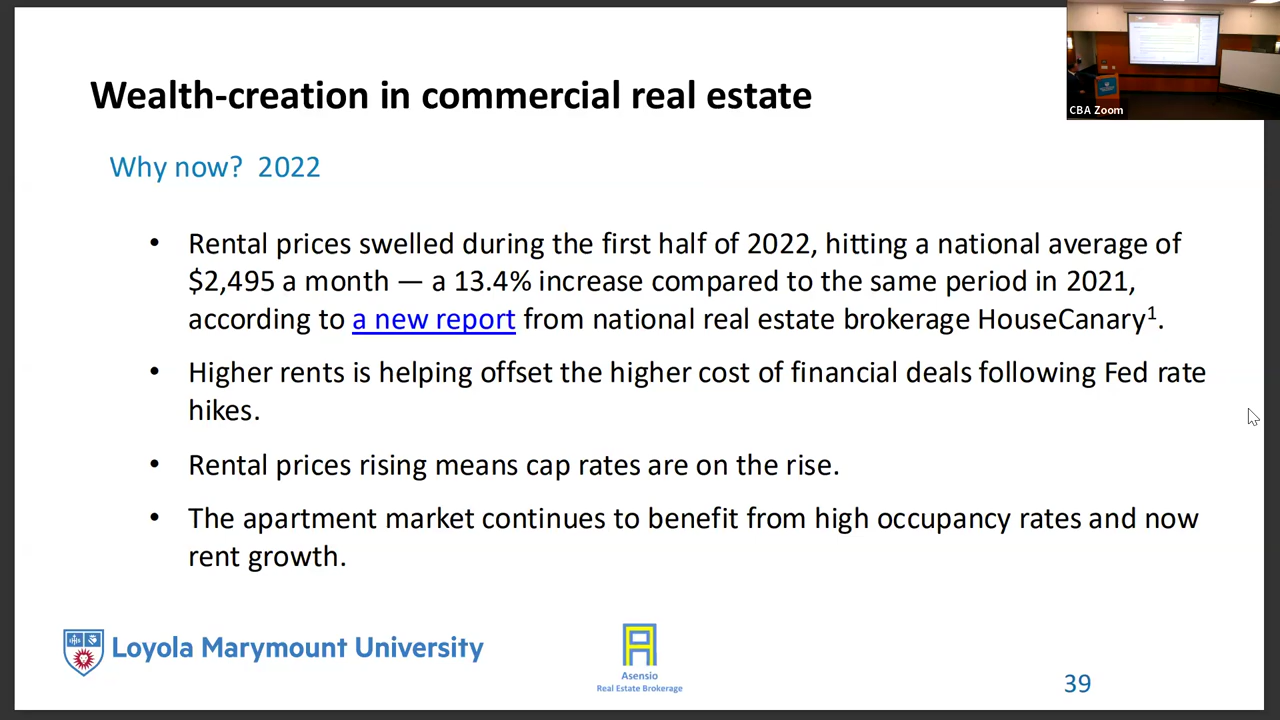 Wealth-creation in commercial real estate
CBA Zoom
Why now? 2022
• Rental prices swelled during the first half of 2022, hitting a national average of
$2,495 a month — a 13.4% increase compared to the same period in 2021,
according to a new report from national real estate brokerage HouseCanary¹.
• Higher rents is helping offset the higher cost of financial deals following Fed rate
hikes.
• Rental prices rising means cap rates are on the rise.
• The apartment market continues to benefit from high occupancy rates and now
rent growth.
Loyola Marymount University
Asensio
Real Estate Brokerage
39